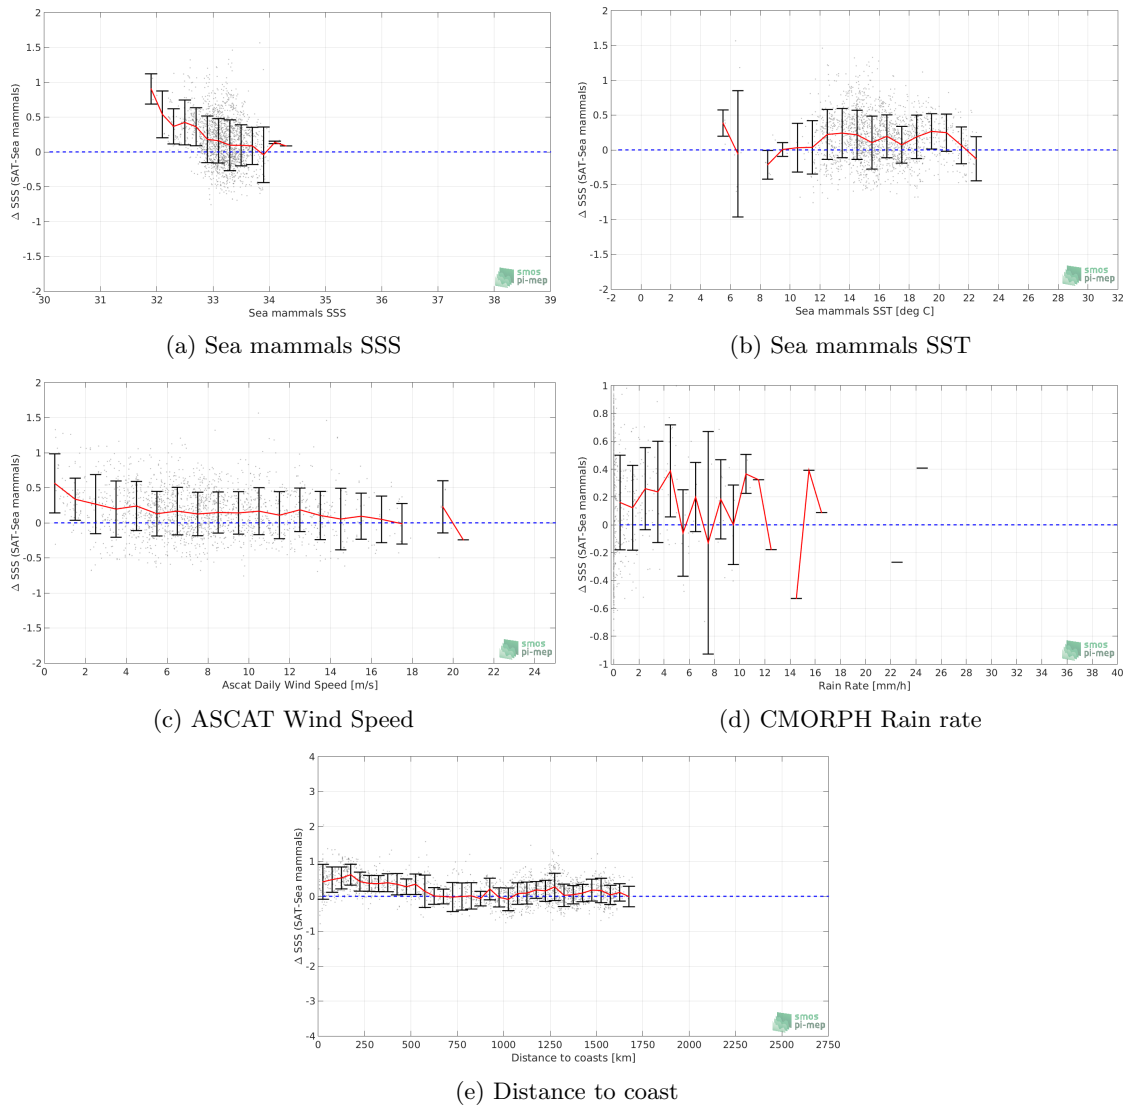 2
1.5
1
0.5
0
-0.5
-1
-1.5
-2
Δ SSS (SAT-Sea mammals)
30 31 32 33 34 35 36 37 38 39
Sea mammals SSS
smos
pi-mep
(a) Sea mammals SSS
2
1.5
1
0.5
0
-0.5
-1
-1.5
-2
Δ SSS (SAT-Sea mammals)
-2 0 2 4 6 8 10 12 14 16 18 20 22 24 26 28 30 32
Sea mammals SST [deg C]
smos
pi-mep
(b) Sea mammals SST
2
1.5
1
0.5
0
-0.5
-1
-1.5
-2
Δ SSS (SAT-Sea mammals)
0 2 4 6 8 10 12 14 16 18 20 22 24
Ascat Daily Wind Speed [m/s]
smos
pi-mep
(c) ASCAT Wind Speed
1
0.8
0.6
0.4
0.2
0
-0.2
-0.4
-0.6
-0.8
-1
Δ SSS (SAT-Sea mammals)
0 2 4 6 8 10 12 14 16 18 20 22 24 26 28 30 32 34 36 38 40
Rain Rate [mm/h]
smos
pi-mep
(d) CMORPH Rain rate
4
3
2
1
0
-1
-2
-3
-4
Δ SSS (SAT-Sea mammals)
0 250 500 750 1000 1250 1500 1750 2000 2250 2500 2750
Distance to coasts [km]
smos
pi-mep
(e) Distance to coast